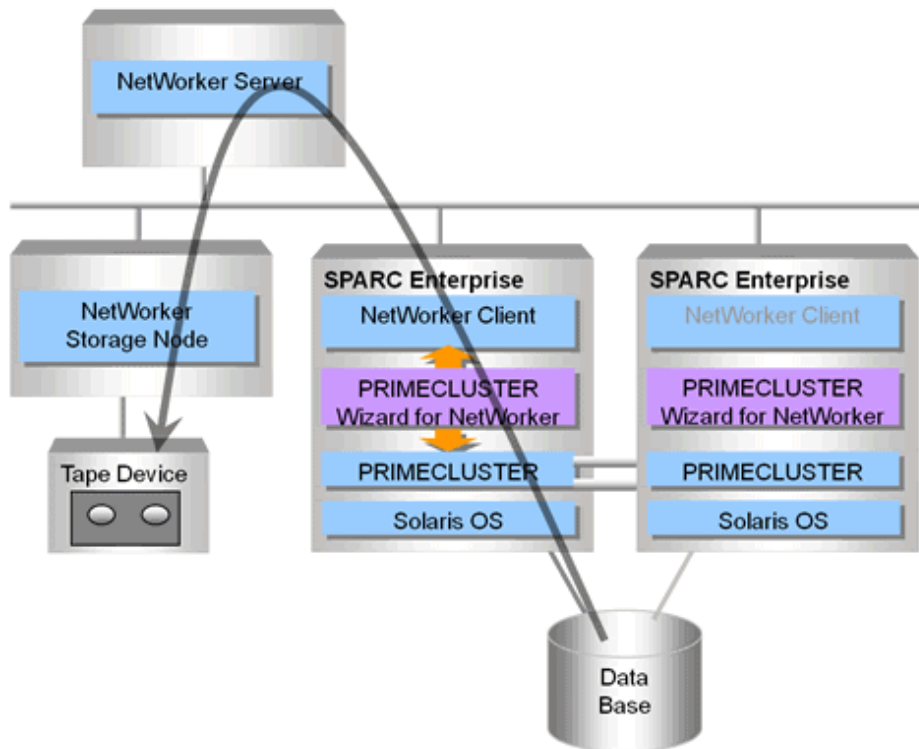 NetWorker Server
NetWorker
Storage Node
Tape Device
SPARC Enterprise
NetWorker Client
PRIMECLUSTER
Wizard for NetWorker
PRIMECLUSTER
Solaris OS
SPARC Enterprise
NetWorker Client
PRIMECLUSTER
Wizard for NetWorker
PRIMECLUSTER
Solaris OS
Data
Base